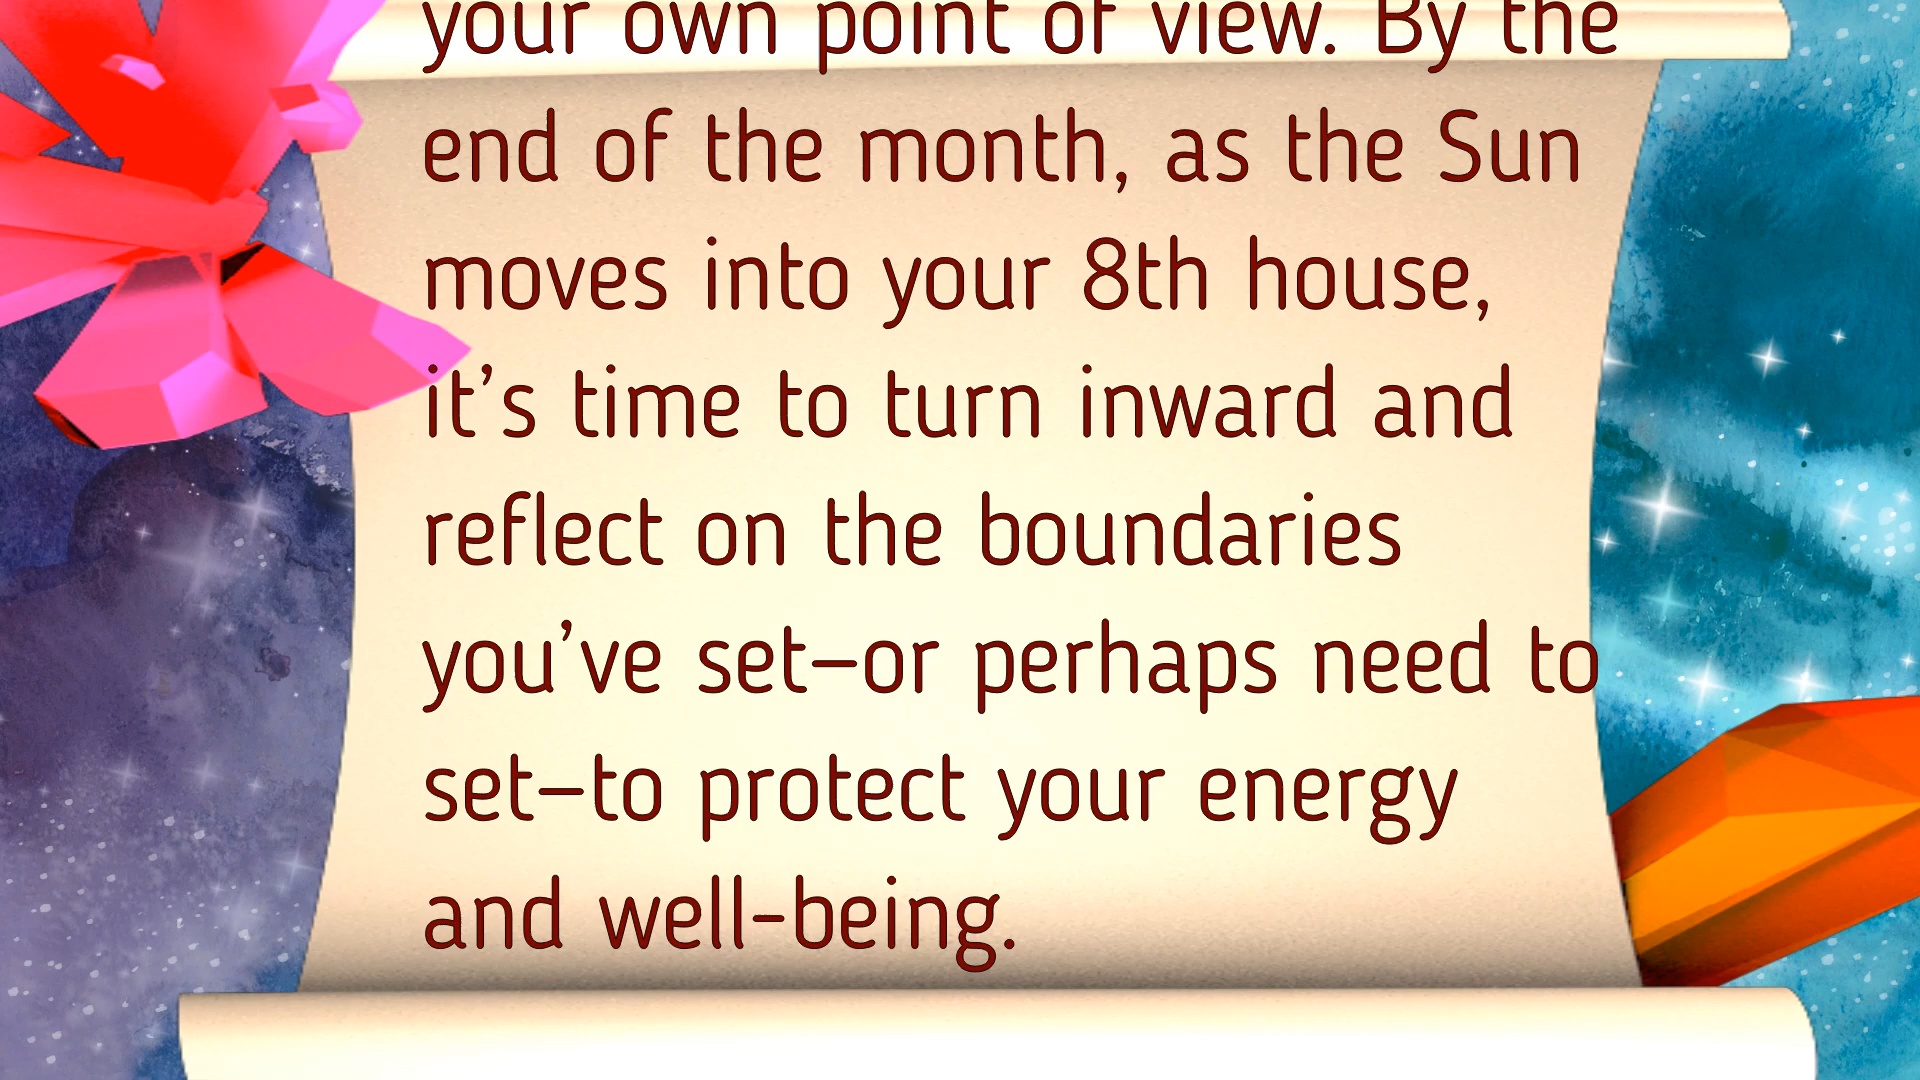 your own point of view. By the
end of the month, as the Sun
moves into your 8th house,
it’s time to turn inward and
reflect on the boundaries
you’ve set–or perhaps need to
set–to protect your energy
and well-being.